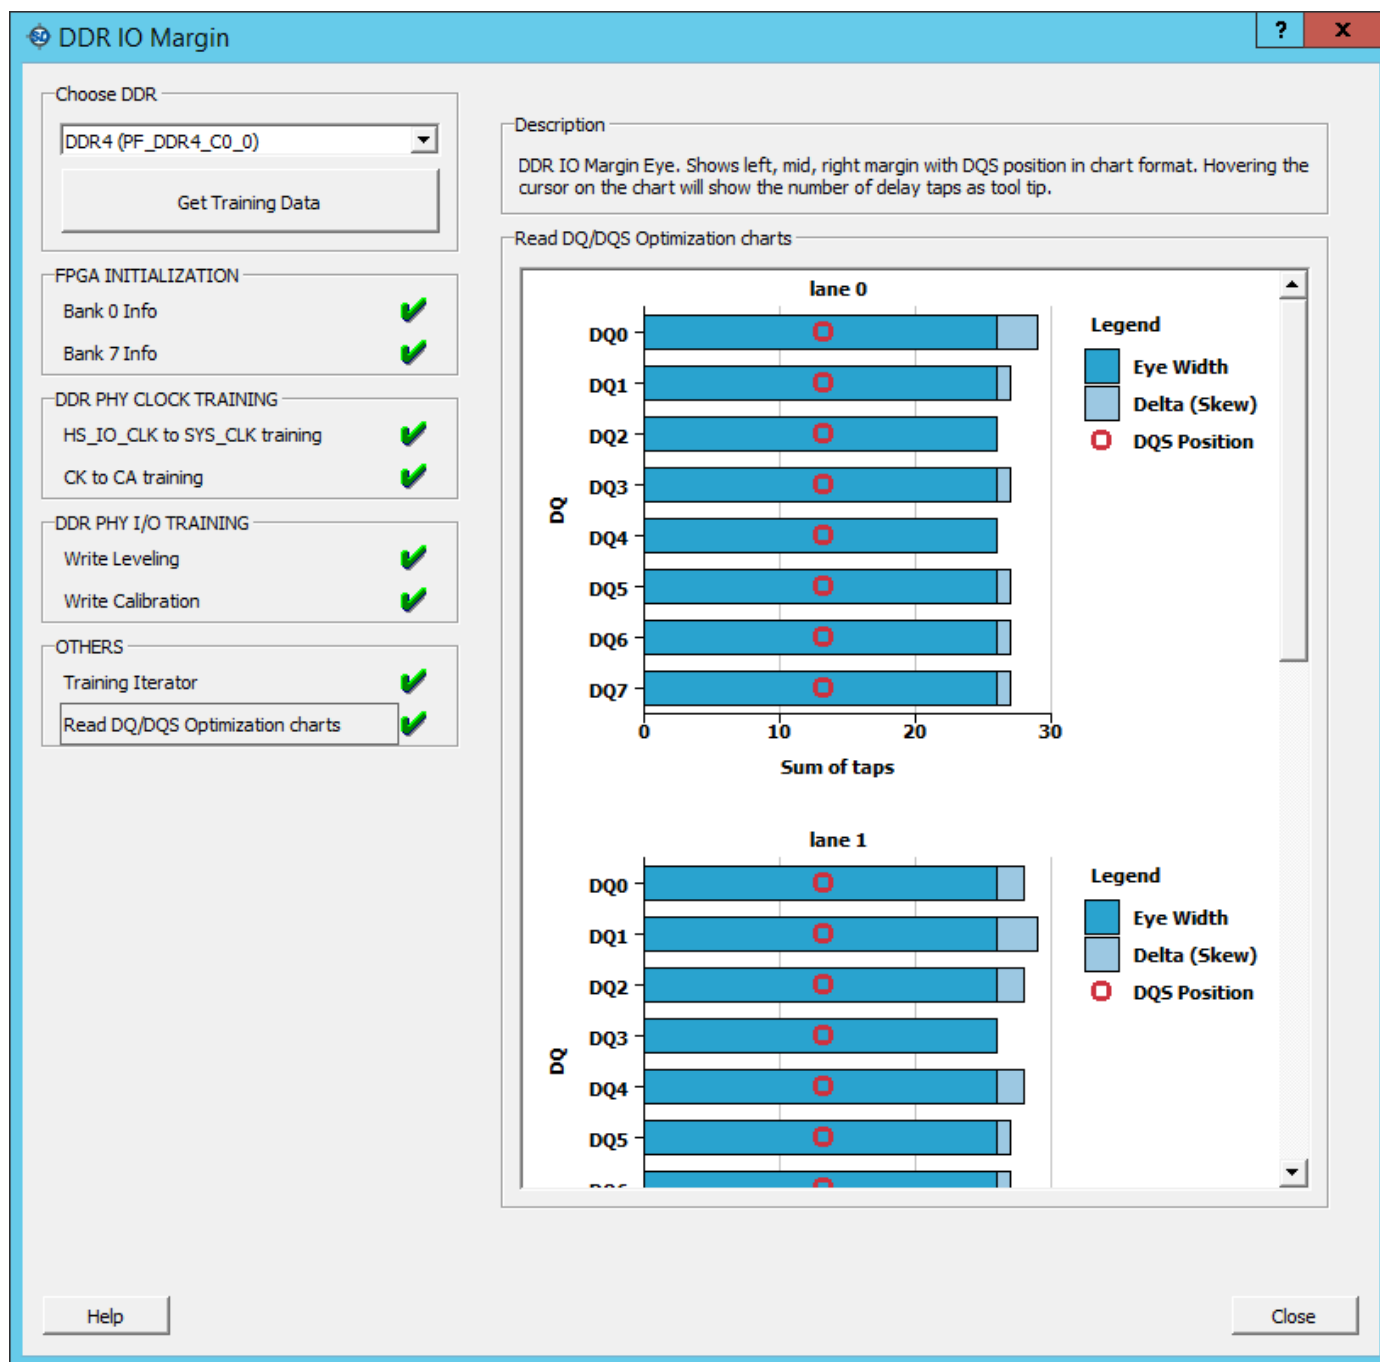 DDR IO Margin
?
x
Choose DDR
DDR4 (PF_DDR4_C0_0)
Get Training Data
FPGA INITIALIZATION
Bank 0 Info
Bank 7 Info
DDR PHY CLOCK TRAINING
HS_IO_CLK to SYS_CLK training
CK to CA training
DDR PHY I/O TRAINING
Write Leveling
Write Calibration
OTHERS
Training Iterator
Read DQ/DQS Optimization charts
Description
DDR IO Margin Eye. Shows left, mid, right margin with DQS position in chart format. Hovering the
cursor on the chart will show the number of delay taps as tool tip.
Read DQ/DQS Optimization charts
lane 0
DQ
DQ0
DQ1
DQ2
DQ3
DQ4
DQ5
DQ6
DQ7
0 10 20 30
Sum of taps
Legend
Eye Width
Delta (Skew)
DQS Position
lane 1
DQ
DQ0
DQ1
DQ2
DQ3
DQ4
DQ5
Legend
Eye Width
Delta (Skew)
DQS Position
Help
Close